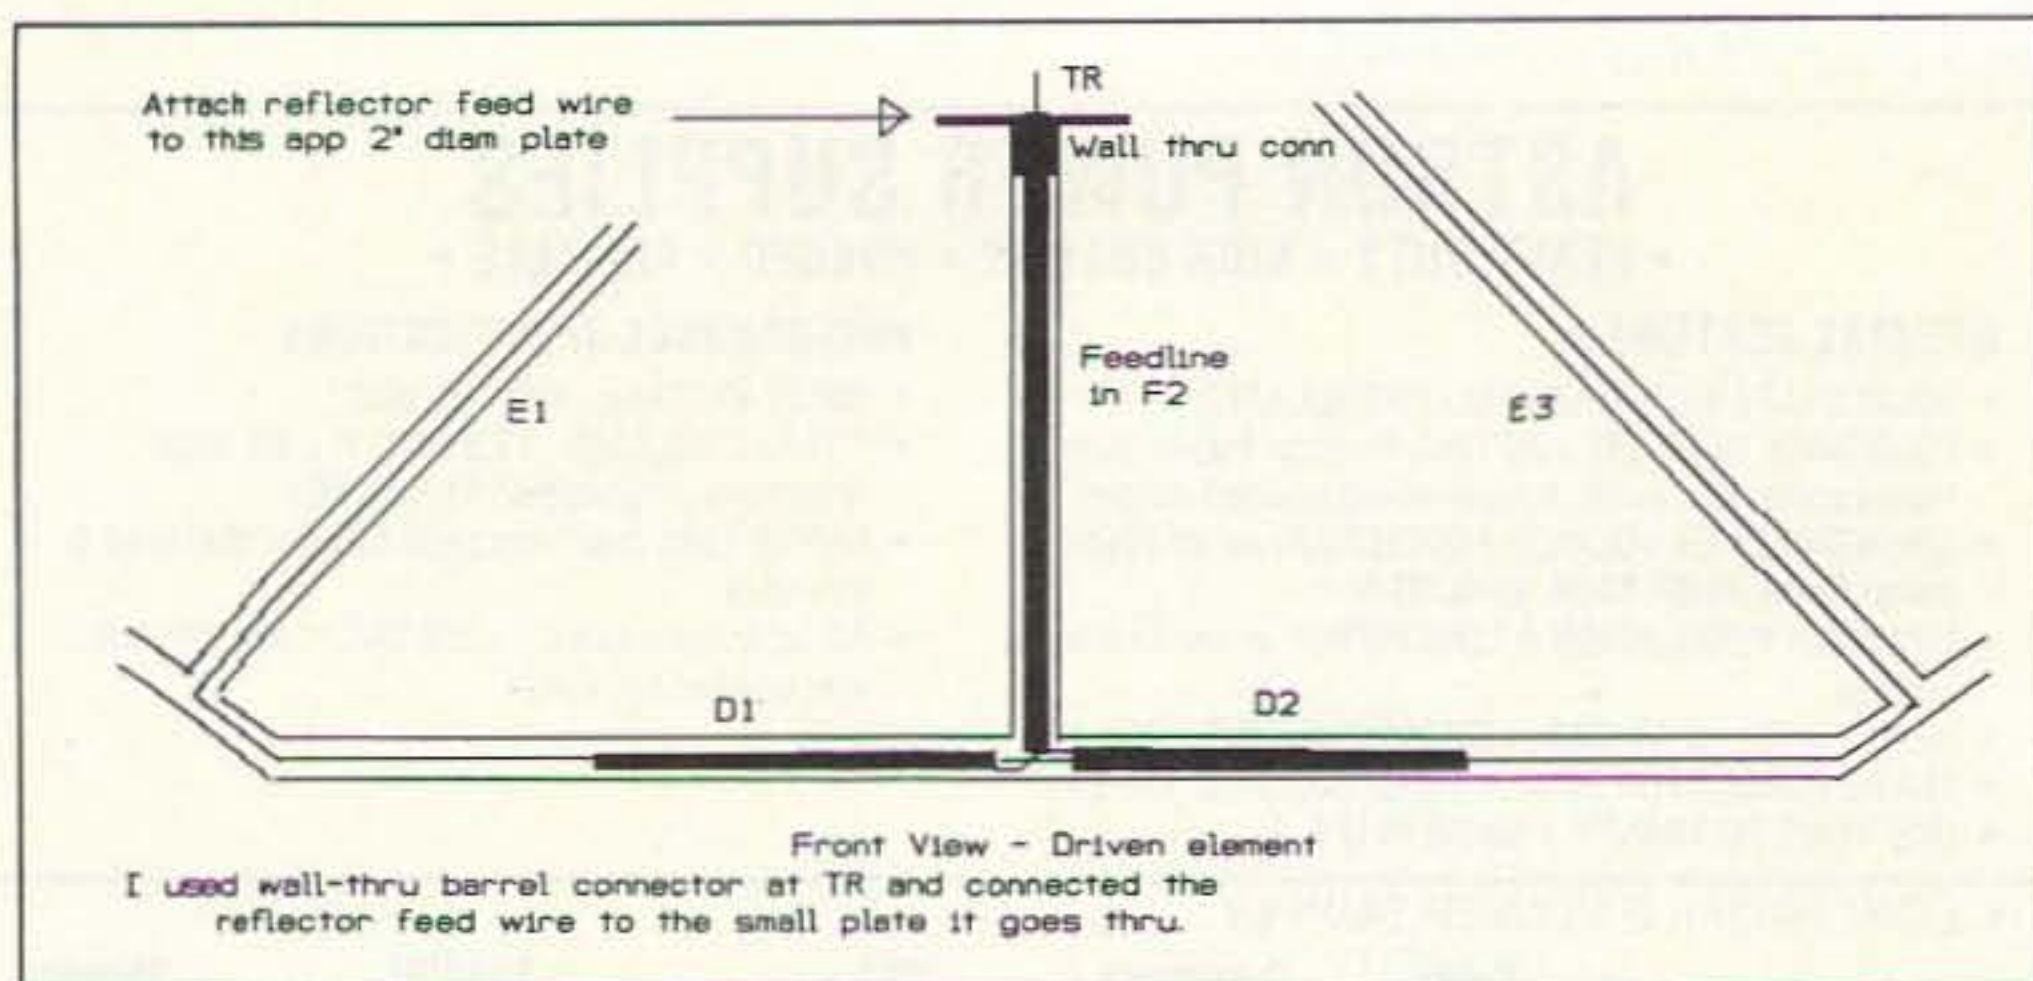 Attach reflector feed wire
to this app 2" diam plate
TR
Wall thru conn
Feedline
in F2
E1
E3
D1
D2
Front View - Driven element
I used wall-thru barrel connector at TR and connected the
reflector feed wire to the small plate it goes thru.